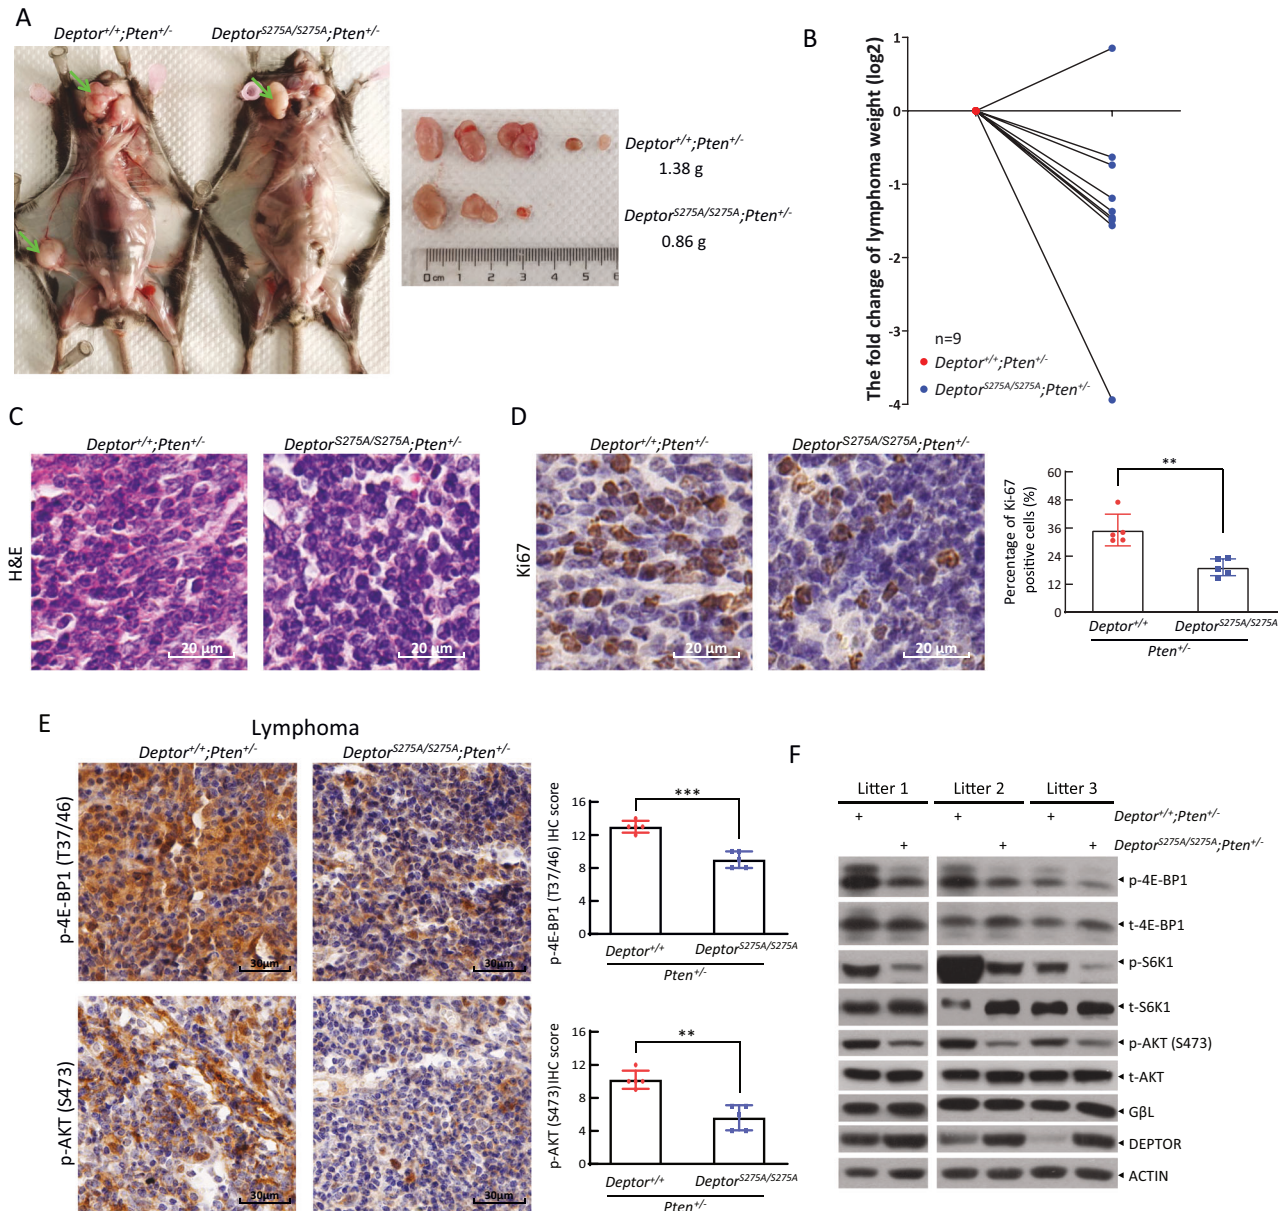 A
Deptor+/+;Pten+/-
DeptorS275A/S275A;Pten+/-
Deptor+/+;Pten+/-
1.38 g
DeptorS275A/S275A;Pten+/-
0.86 g
0 cm 1 2 3 4 5 6
B
The fold change of lymphoma weight (log2)
1
0
-1
-2
-3
-4
n=9
Deptor+/+;Pten+/-
DeptorS275A/S275A;Pten+/-
C
Deptor+/+;Pten+/-
DeptorS275A/S275A;Pten+/-
H&E
20 μm
20 μm
D
Deptor+/+;Pten+/-
DeptorS275A/S275A;Pten+/-
Ki67
20 μm
20 μm
Percentage of Ki-67
positive cells (%)
60
48
36
24
12
0
**
Deptor+/+
DeptorS275A/S275A
Pten+/-
E
Lymphoma
Deptor+/+;Pten+/-
DeptorS275A/S275A;Pten+/-
p-4E-BP1 (T37/46)
30μm
30μm
p-4E-BP1 (T37/46) IHC score
16
12
8
4
0
***
Deptor+/+
DeptorS275A/S275A
Pten+/-
p-AKT (S473)
30μm
30μm
p-AKT (S473)IHC score
16
12
8
4
0
**
Deptor+/+
DeptorS275A/S275A
Pten+/-
F
Litter 1 Litter 2 Litter 3
+ + + Deptor+/+;Pten+/-
+ + + DeptorS275A/S275A;Pten+/-
p-4E-BP1
t-4E-BP1
p-S6K1
t-S6K1
p-AKT (S473)
t-AKT
GβL
DEPTOR
ACTIN